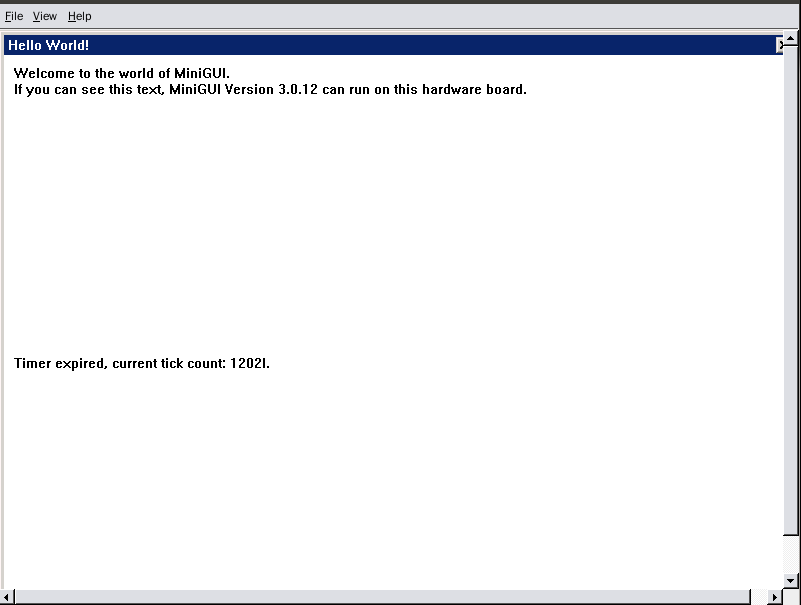 File View Help
Hello World!
Welcome to the world of MiniGUI.
If you can see this text, MiniGUI Version 3.0.12 can run on this hardware board.
Timer expired, current tick count: 1202l.